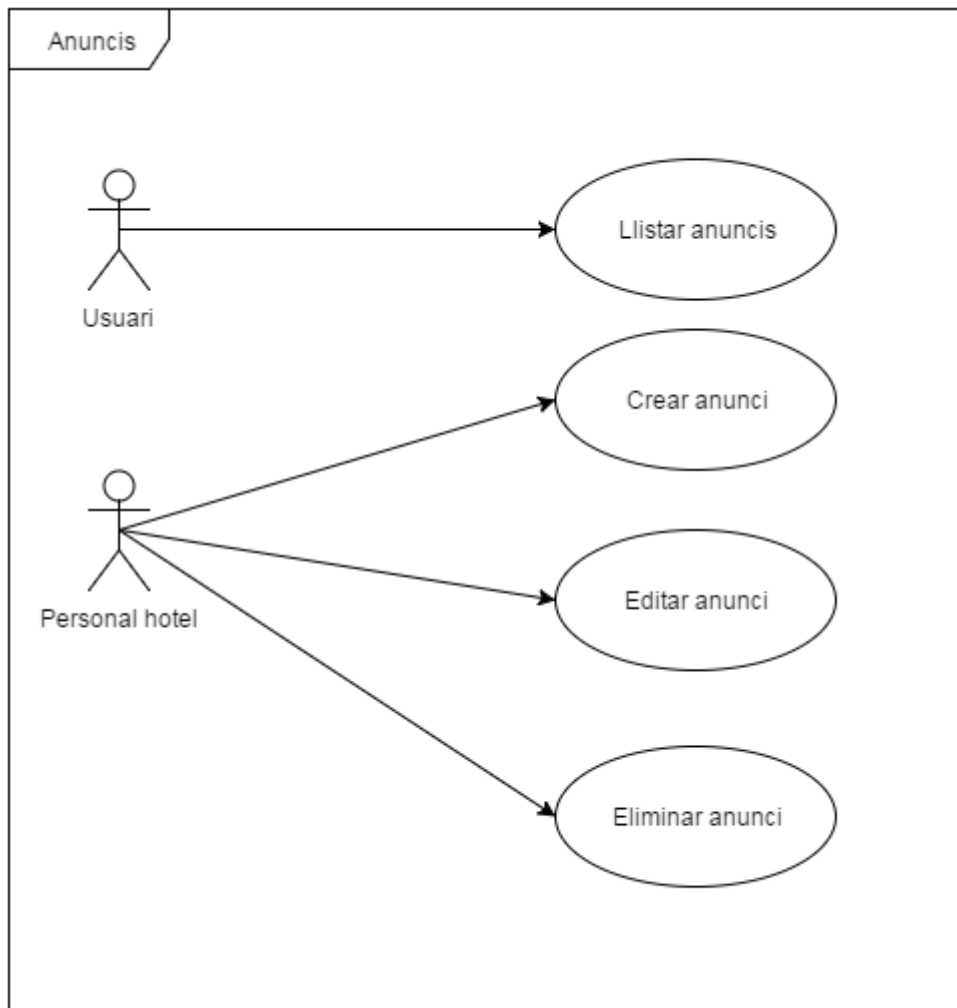 Anuncis
Llistar anuncis
Usuari
Crear anunci
Editar anunci
Personal hotel
Eliminar anunci